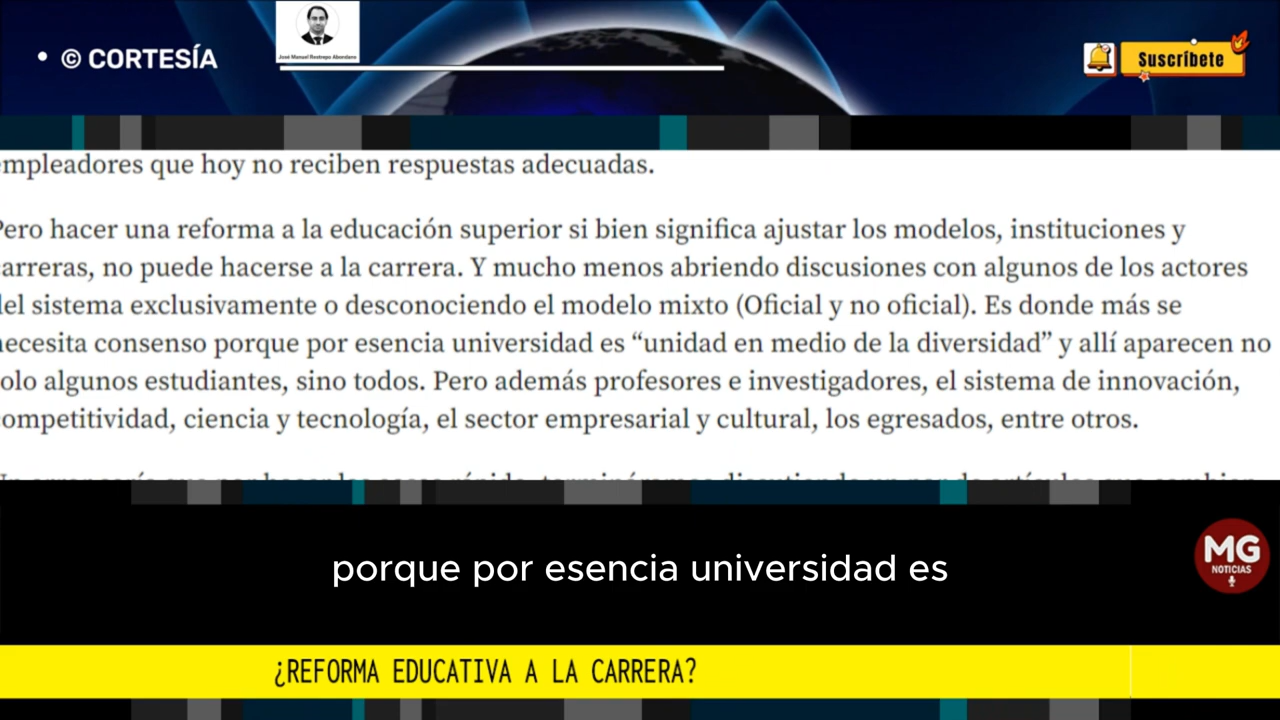 • © CORTESÍA
José Manuel Restrepo Abondano
Suscríbete
empleadores que hoy no reciben respuestas adecuadas.
Pero hacer una reforma a la educación superior si bien significa ajustar los modelos, instituciones y
carreras, no puede hacerse a la carrera. Y mucho menos abriendo discusiones con algunos de los actores
del sistema exclusivamente o desconociendo el modelo mixto (Oficial y no oficial). Es donde más se
necesita consenso porque por esencia universidad es “unidad en medio de la diversidad” y allí aparecen no
solo algunos estudiantes, sino todos. Pero además profesores e investigadores, el sistema de innovación,
competitividad, ciencia y tecnología, el sector empresarial y cultural, los egresados, entre otros.
porque por esencia universidad es
MG
NOTICIAS
¿REFORMA EDUCATIVA A LA CARRERA?